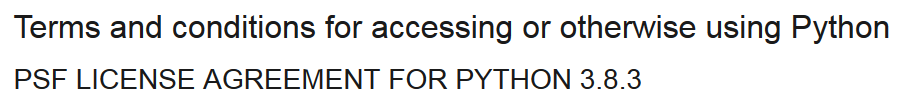 Terms and conditions for accessing or otherwise using Python
PSF LICENSE AGREEMENT FOR PYTHON 3.8.3